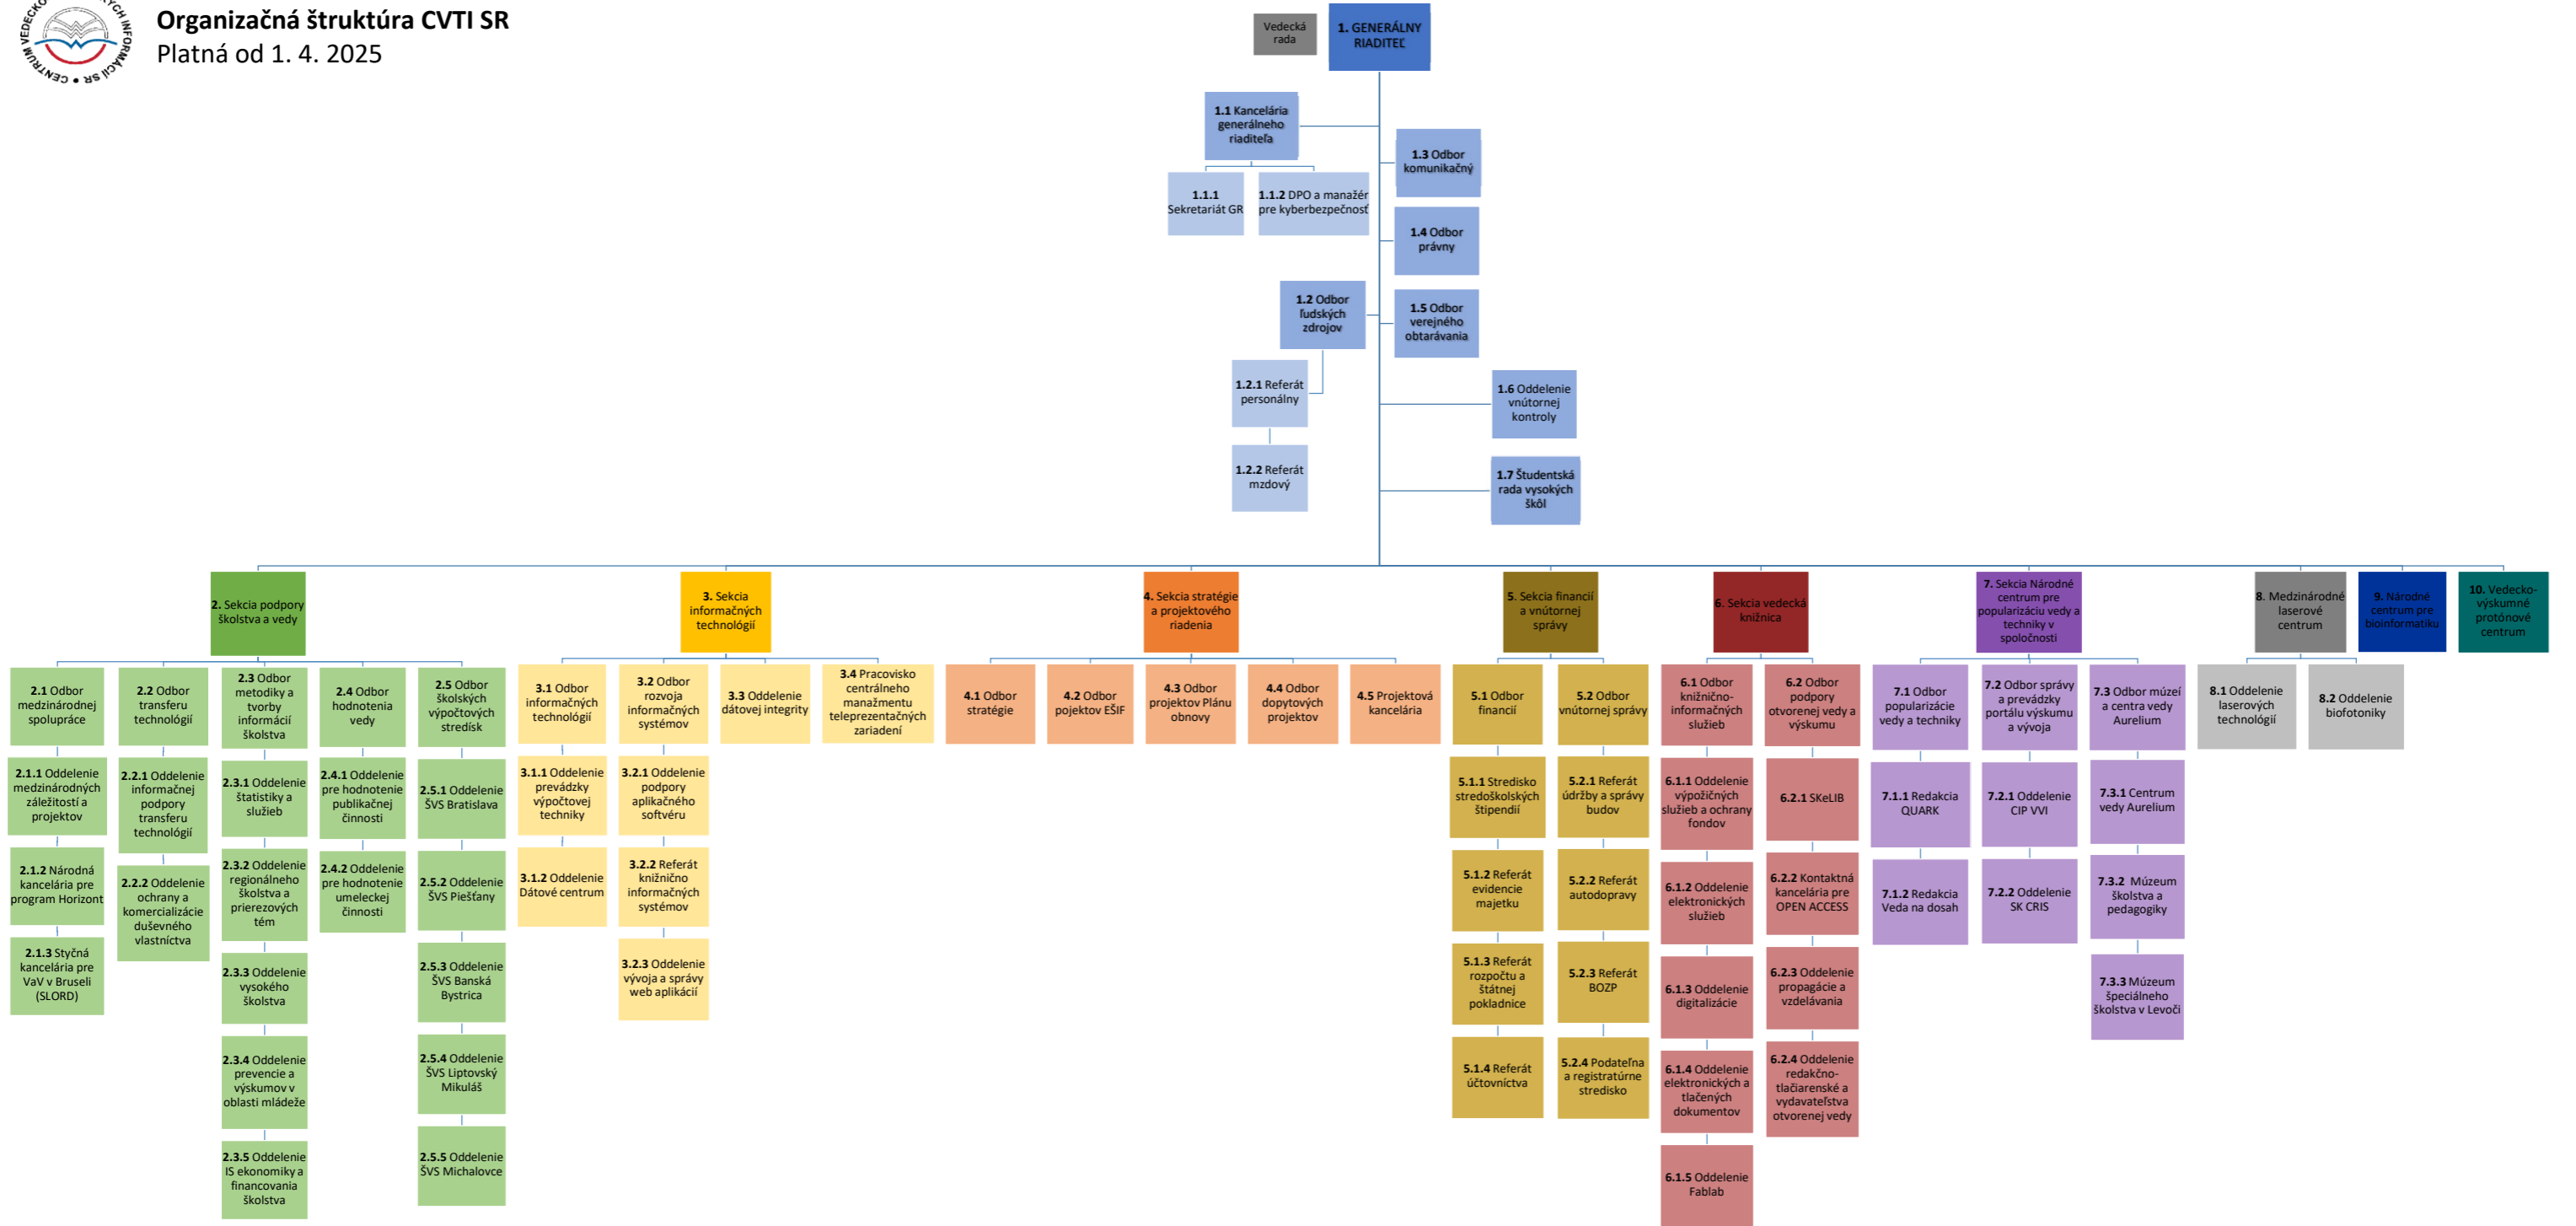 Organizačná štruktúra CVTI SR
Platná od 1. 4. 2025
Vedecká
rada
1. GENERÁLNY
RIADITEĽ
1.1 Kancelária
generálneho
riaditeľa
1.1.1
Sekretariát GR
1.1.2 DPO a manažér
pre kyberbezpečnosť
1.3 Odbor
komunikačný
1.4 Odbor
právny
1.2 Odbor
ľudských
zdrojov
1.5 Odbor
verejného
obtarávania
1.2.1 Referát
personálny
1.6 Oddelenie
vnútornej
kontroly
1.2.2 Referát
mzdový
1.7 Študentská
rada vysokých
škôl
2. Sekcia podpory
školstva a vedy
3. Sekcia
informačných
technológií
4. Sekcia stratégie
a projektového
riadenia
5. Sekcia financií
a vnútornej
správy
6. Sekcia vedecká
knižnica
7. Sekcia Národné
centrum pre
popularizáciu vedy a
techniky v
spoločnosti
8. Medzinárodné
laserové
centrum
9. Národné
centrum pre
bioinformatiku
10. Vedecko-
výskumné
protónové
centrum
2.1 Odbor
medzinárodnej
spolupráce
2.2 Odbor
transferu
technológií
2.3 Odbor
metodiky a
tvorby
informácií
školstva
2.4 Odbor
hodnotenia
vedy
2.5 Odbor
školských
výpočtových
stredísk
3.1 Odbor
informačných
technológií
3.2 Odbor
rozvoja
informačných
systémov
3.3 Oddelenie
dátovej integrity
3.4 Pracovisko
centrálneho
manažmentu
teleprezentačných
zariadení
4.1 Odbor
stratégie
4.2 Odbor
pojektov EŠIF
4.3 Odbor
projektov Plánu
obnovy
4.4 Odbor
dopytových
projektov
4.5 Projektová
kancelária
5.1 Odbor
financií
5.2 Odbor
vnútornej správy
6.1 Odbor
knižnično-
informačných
služieb
6.2 Odbor
podpory
otvorenej vedy a
výskumu
7.1 Odbor
popularizácie
vedy a techniky
7.2 Odbor správy
a prevádzky
portálu výskumu
a vývoja
7.3 Odbor múzeí
a centra vedy
Aurelium
8.1 Oddelenie
laserových
technológií
8.2 Oddelenie
biofotoniky
2.1.1 Oddelenie
medzinárodných
záležitostí a
projektov
2.2.1 Oddelenie
informačnej
podpory
transferu
technológií
2.3.1 Oddelenie
štatistiky a
služieb
2.4.1 Oddelenie
pre hodnotenie
publikačnej
činnosti
2.5.1 Oddelenie
ŠVS Bratislava
3.1.1 Oddelenie
prevádzky
výpočtovej
techniky
3.2.1 Oddelenie
podpory
aplikačného
softvéru
5.1.1 Stredisko
stredoškolských
štipendií
5.2.1 Referát
údržby a správy
budov
6.1.1 Oddelenie
výpožičných
služieb a ochrany
fondov
6.2.1 SKeLIB
7.1.1 Redakcia
QUARK
7.2.1 Oddelenie
CIP VVI
7.3.1 Centrum
vedy Aurelium
2.1.2 Národná
kancelária pre
program Horizont
2.2.2 Oddelenie
ochrany a
komercializácie
duševného
vlastníctva
2.3.2 Oddelenie
regionálneho
školstva a
prierezových
tém
2.4.2 Oddelenie
pre hodnotenie
umeleckej
činnosti
2.5.2 Oddelenie
ŠVS Piešťany
3.1.2 Oddelenie
Dátové centrum
3.2.2 Referát
knižnično
informačných
systémov
5.1.2 Referát
evidencie
majetku
5.2.2 Referát
autodopravy
6.1.2 Oddelenie
elektronických
služieb
6.2.2 Kontaktná
kancelária pre
OPEN ACCESS
7.1.2 Redakcia
Veda na dosah
7.2.2 Oddelenie
SK CRIS
7.3.2 Múzeum
školstva a
pedagogiky
2.1.3 Styčná
kancelária pre
VaV v Bruseli
(SLORD)
2.3.3 Oddelenie
vysokého
školstva
2.5.3 Oddelenie
ŠVS Banská
Bystrica
3.2.3 Oddelenie
vývoja a správy
web aplikácií
5.1.3 Referát
rozpočtu a
štátnej
pokladnice
5.2.3 Referát
BOZP
6.1.3 Oddelenie
digitalizácie
6.2.3 Oddelenie
propagácie a
vzdelávania
7.3.3 Múzeum
špeciálneho
školstva v Levoči
2.3.4 Oddelenie
prevencie a
výskumov v
oblasti mládeže
2.5.4 Oddelenie
ŠVS Liptovský
Mikuláš
5.1.4 Referát
účtovníctva
5.2.4 Podateľna
a registratúrne
stredisko
6.1.4 Oddelenie
elektronických a
tlačených
dokumentov
6.2.4 Oddelenie
redakčno-
tlačiarenské a
vydavateľstva
otvorenej vedy
2.3.5 Oddelenie
IS ekonomiky a
financovania
školstva
2.5.5 Oddelenie
ŠVS Michalovce
6.1.5 Oddelenie
Fablab